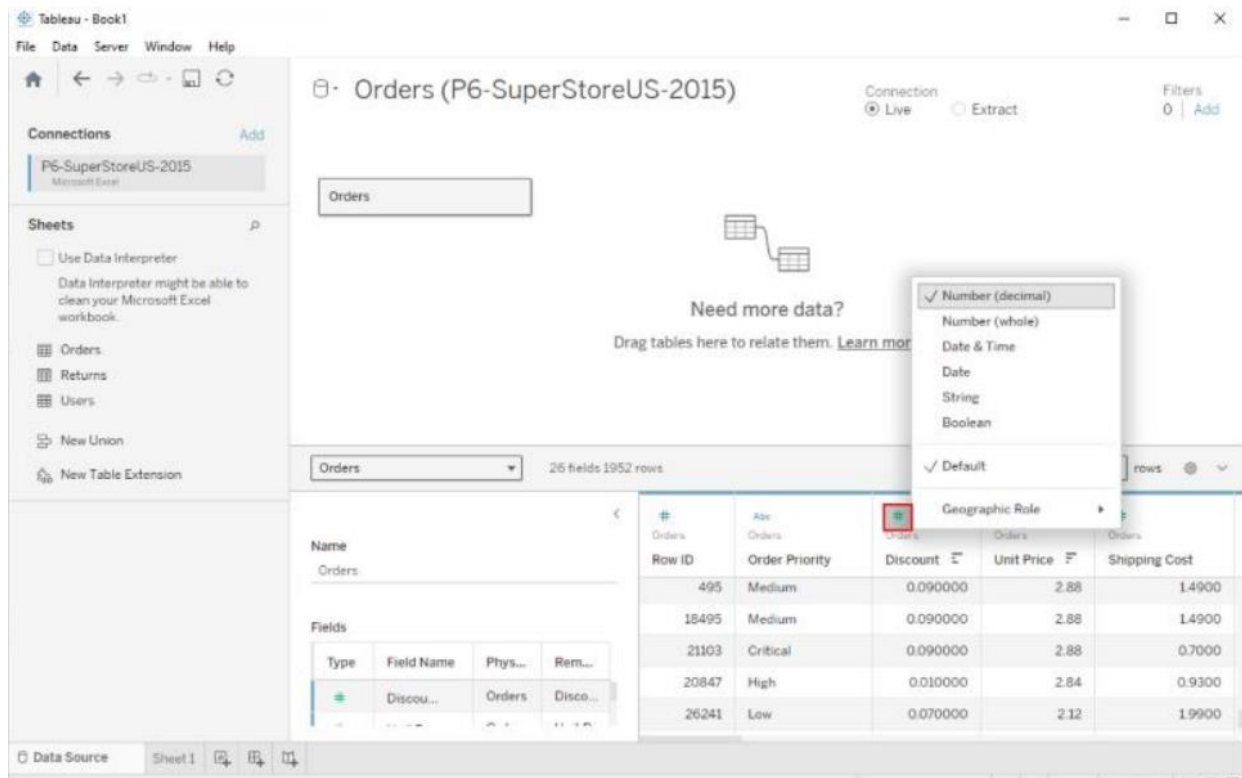 Tableau - Book1
File Data Server Window Help
Connections Add
P6-SuperStoreUS-2015
Microsoft Excel
Sheets
Use Data Interpreter
Data Interpreter might be able to
clean your Microsoft Excel
workbook.
Orders
Returns
Users
New Union
New Table Extension
Orders (P6-SuperStoreUS-2015)
Connection
Live Extract
Filters
0 | Add
Orders
Need more data?
Drag tables here to relate them. Learn mor
Number (decimal)
Number (whole)
Date & Time
Date
String
Boolean
Default
Geographic Role
Orders 26 fields 1952 rows
rows
Name
Orders
Fields
Type Field Name Phys... Rem...
# Discou... Orders Disco...
# Abc # #
Orders Orders Orders Orders Orders
Row ID Order Priority Discount Unit Price Shipping Cost
495 Medium 0.090000 2.88 1.4900
18495 Medium 0.090000 2.88 1.4900
21103 Critical 0.090000 2.88 0.7000
20847 High 0.010000 2.84 0.9300
26241 Low 0.070000 2.12 1.9900
Data Source Sheet 1